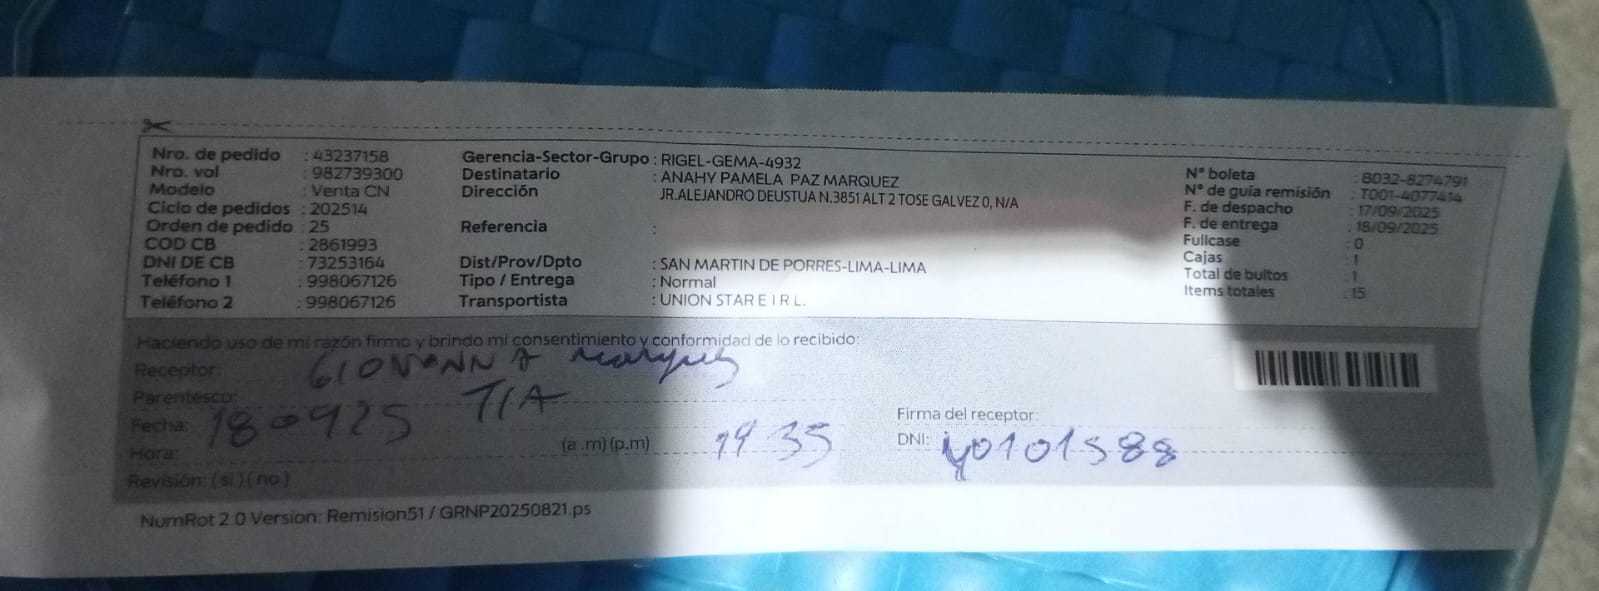 Nro. de pedido : 43237158
Nro. vol : 982739300
Modelo : Venta CN
Ciclo de pedidos : 202514
Orden de pedido : 25
COD CB : 2861993
DNI DE CB : 73253164
Teléfono 1 : 998067126
Teléfono 2 : 998067126
Gerencia-Sector-Grupo : RIGEL-GEMA-4932
Destinatario : ANAHY PAMELA PAZ MARQUEZ
Dirección JR.ALEJANDRO DEUSTUA N.3851 ALT 2 TOSE GALVEZ 0, N/A
Referencia :
Dist/Prov/Dpto : SAN MARTIN DE PORRES-LIMA-LIMA
Tipo / Entrega : Normal
Transportista : UNION STAR E I R L.
N° boleta : B032-8274791
N° de guía remisión : T001-4077414
F. de despacho : 17/09/2025
F. de entrega : 18/09/2025
Fullcase : 0
Cajas : 1
Total de bultos : 1
Items totales : 15
Haciendo uso de mi razón firmo y brindo mi consentimiento y conformidad de lo recibido:
Receptor: GIOVANNA Marquez
Parentesco: TIA
Fecha: 180925
Hora: (a .m) (p.m) 1435
Revisión: ( si ) ( no )
Firma del receptor:
DNI: 40101588
NumRot 2.0 Version: Remision51 / GRNP20250821.ps